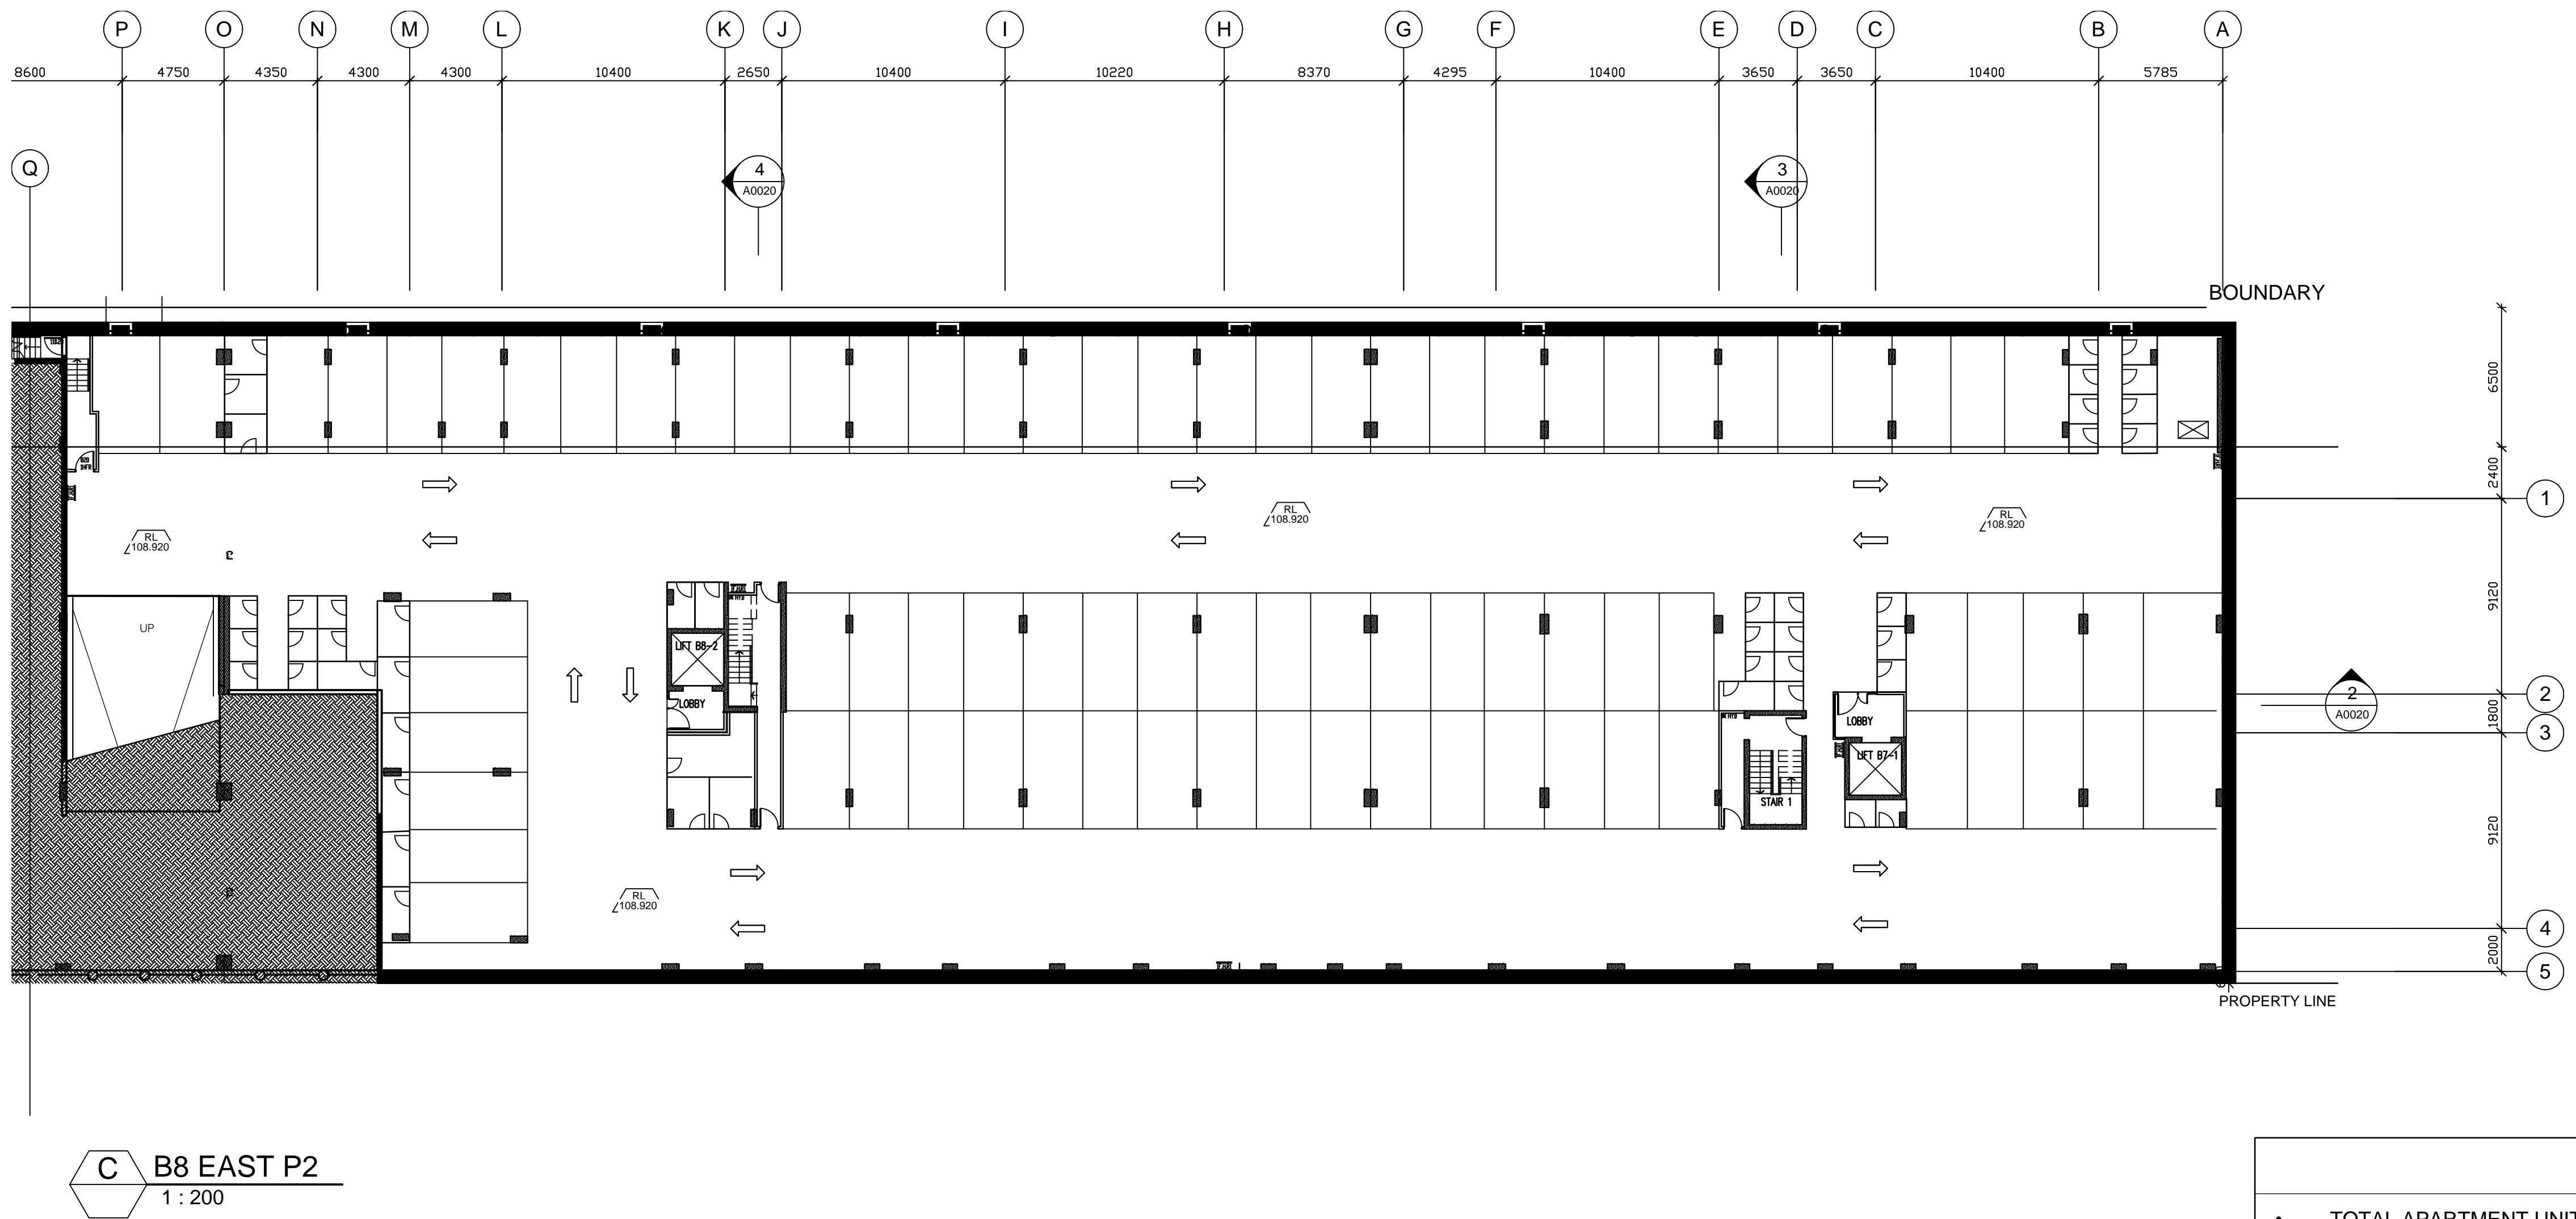 P O N M L K J I H G F E D C B A
8600 4750 4350 4300 4300 10400 2650 10400 10220 8370 4295 10400 3650 3650 10400 5785
Q
4
A0020
3
A0020
BOUNDARY
6500
2400
1
RL
108.920
RL
108.920
RL
108.920
9120
UP
LIFT B8-2
LOBBY
2
2
A0020
1800
LOBBY
3
LIFT B7-1
STAIR 1
9120
RL
108.920
4
2000
5
PROPERTY LINE
C
B8 EAST P2
1 : 200